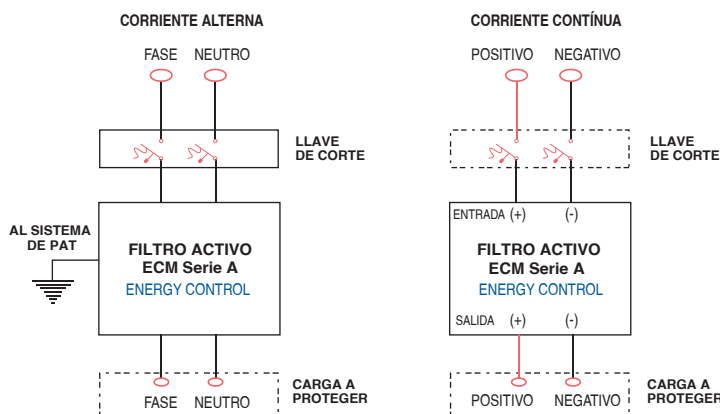 CORRIENTE ALTERNA
FASE NEUTRO
LLAVE
DE CORTE
AL SISTEMA
DE PAT
FILTRO ACTIVO
ECM Serie A
ENERGY CONTROL
FASE NEUTRO
CARGA A
PROTEGER
CORRIENTE CONTÍNUA
POSITIVO NEGATIVO
LLAVE
DE CORTE
ENTRADA (+) (-)
FILTRO ACTIVO
ECM Serie A
ENERGY CONTROL
SALIDA (+) (-)
POSITIVO NEGATIVO
CARGA A
PROTEGER